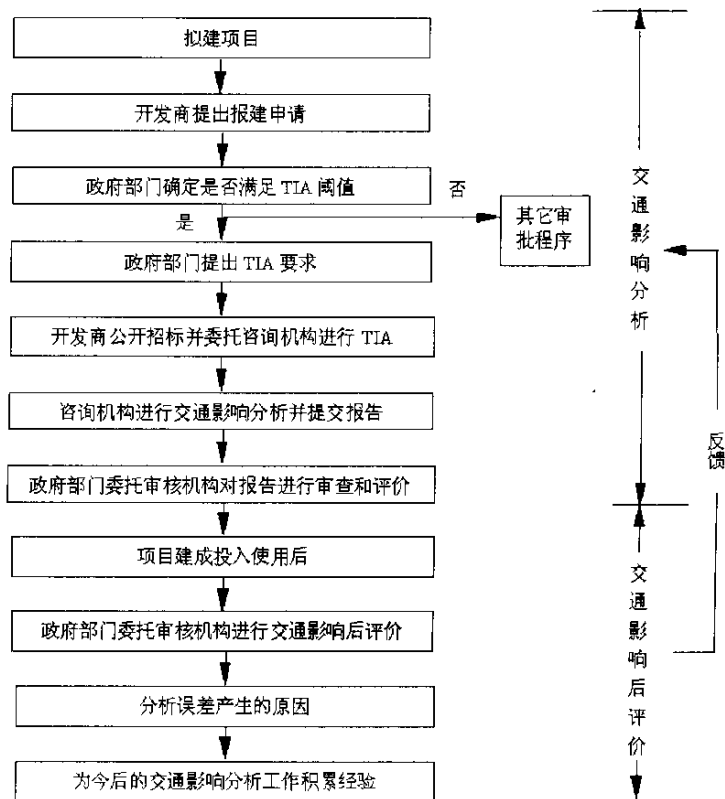 拟建项目
开发商提出报建申请
政府部门确定是否满足 TIA 阈值
否
是
其它审
批程序
政府部门提出 TIA 要求
开发商公开招标并委托咨询机构进行 TIA
咨询机构进行交通影响分析并提交报告
政府部门委托审核机构对报告进行审查和评价
项目建成投入使用后
政府部门委托审核机构进行交通影响后评价
分析误差产生的原因
为今后的交通影响分析工作积累经验
交通影响分析
交通影响后评价
反馈